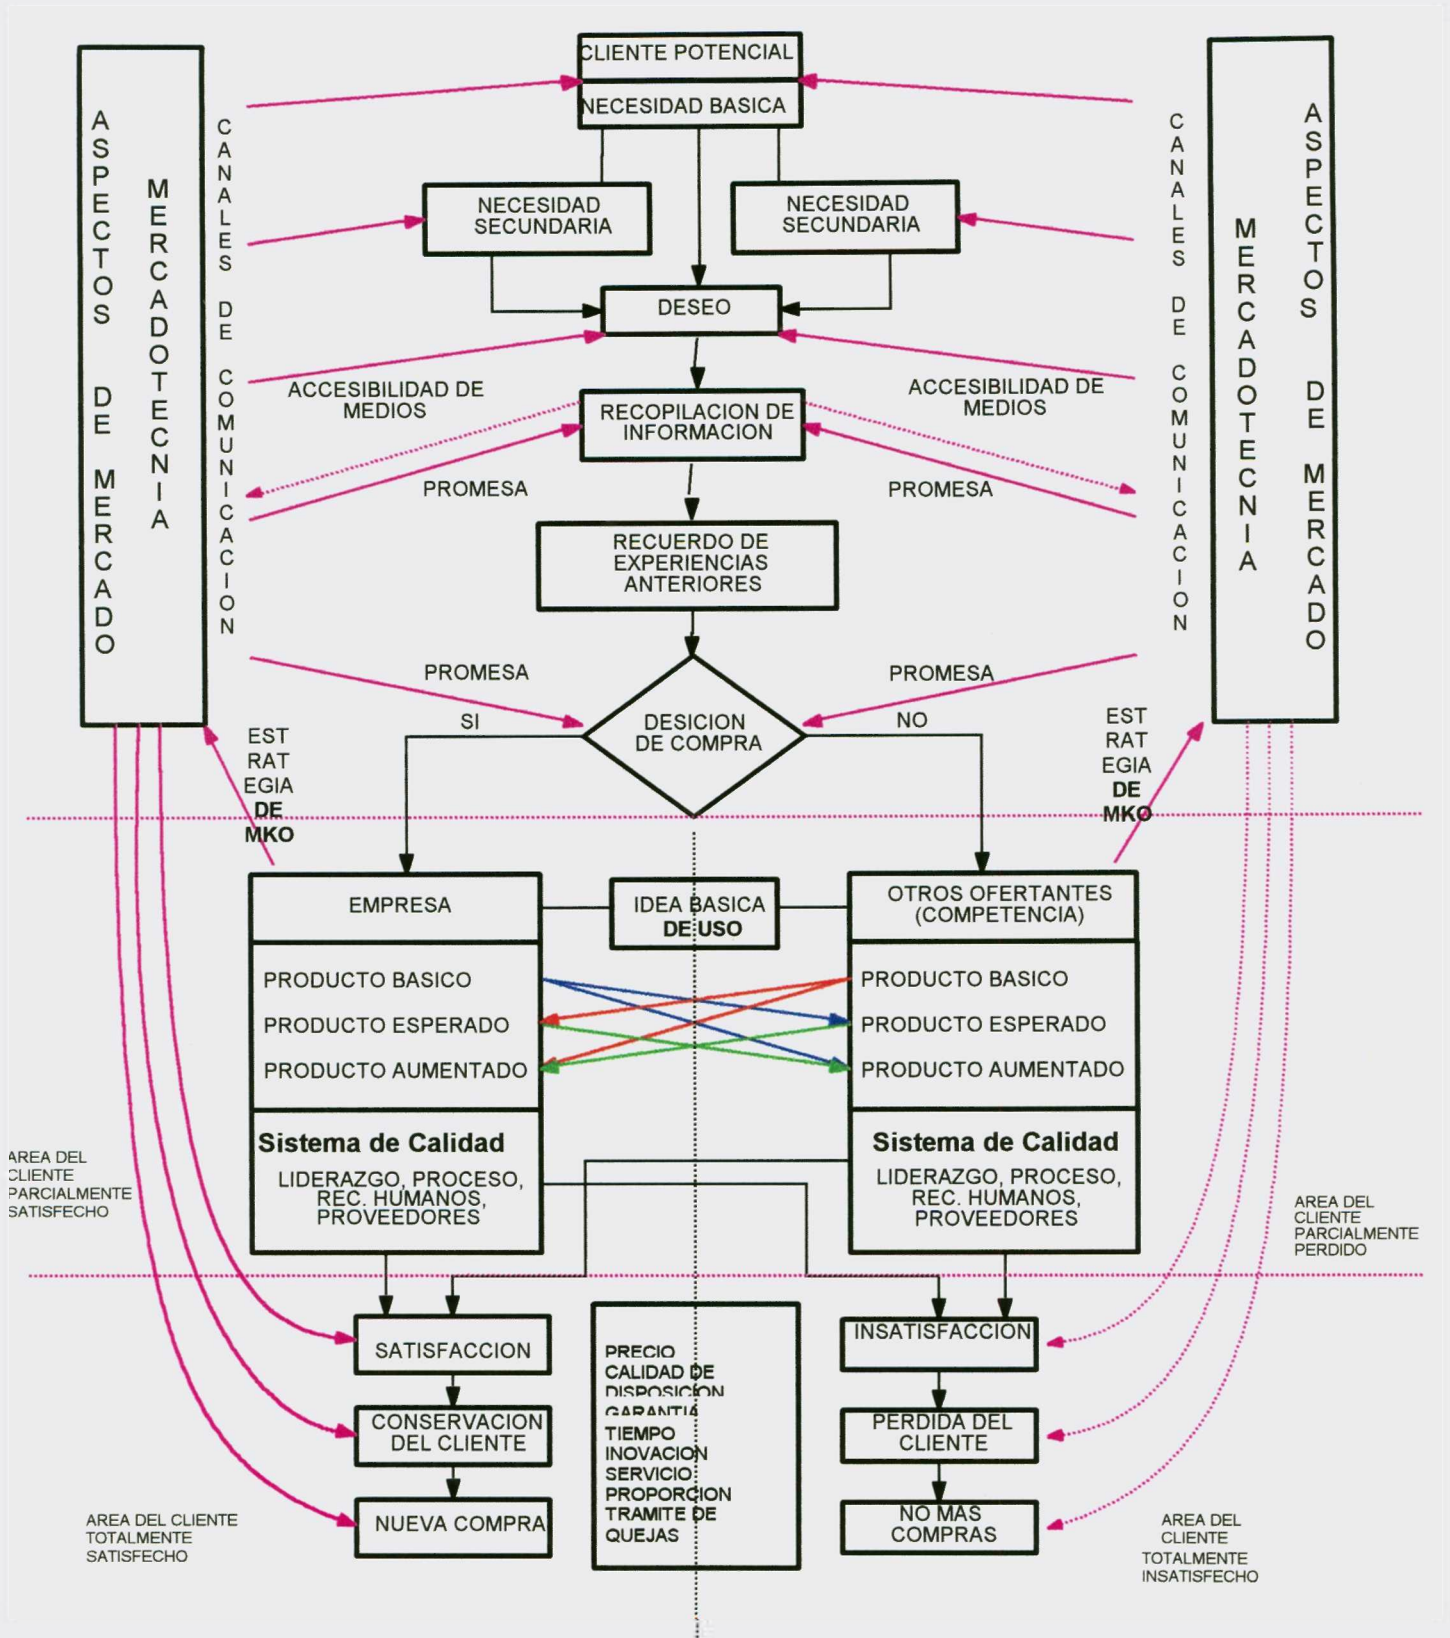 CLIENTE POTENCIAL
NECESIDAD BASICA
ASPECTOS DE MERCADO
MERCADOTECNIA
CANALES DE COMUNICACION
NECESIDAD
SECUNDARIA
NECESIDAD
SECUNDARIA
CANALES DE COMUNICACION
MERCADOTECNIA
ASPECTOS DE MERCADO
DESEO
ACCESIBILIDAD DE
MEDIOS
RECOPILACION DE
INFORMACION
ACCESIBILIDAD DE
MEDIOS
PROMESA
PROMESA
RECUERDO DE
EXPERIENCIAS
ANTERIORES
PROMESA
PROMESA
SI
DESICION
DE COMPRA
NO
EST
RAT
EGIA
DE
MKO
EST
RAT
EGIA
DE
MKO
EMPRESA
IDEA BASICA
DE USO
OTROS OFERTANTES
(COMPETENCIA)
PRODUCTO BASICO
PRODUCTO ESPERADO
PRODUCTO AUMENTADO
PRODUCTO BASICO
PRODUCTO ESPERADO
PRODUCTO AUMENTADO
Sistema de Calidad
LIDERAZGO, PROCESO,
REC. HUMANOS,
PROVEEDORES
Sistema de Calidad
LIDERAZGO, PROCESO,
REC. HUMANOS,
PROVEEDORES
AREA DEL
CLIENTE
PARCIALMENTE
SATISFECHO
AREA DEL
CLIENTE
PARCIALMENTE
PERDIDO
SATISFACCION
CONSERVACION
DEL CLIENTE
NUEVA COMPRA
PRECIO
CALIDAD DE
DISPOSICION
GARANTIA
TIEMPO
INOVACION
SERVICIO
PROPORCION
TRAMITE DE
QUEJAS
INSATISFACCION
PERDIDA DEL
CLIENTE
NO MAS
COMPRAS
AREA DEL CLIENTE
TOTALMENTE
SATISFECHO
AREA DEL
CLIENTE
TOTALMENTE
INSATISFECHO